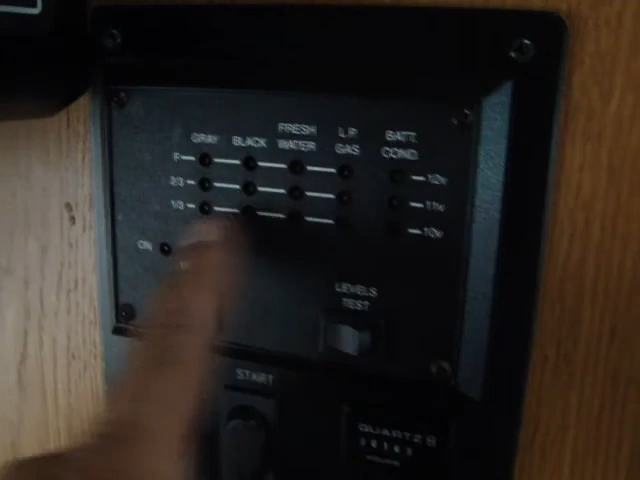 GRAY BLACK FRESH WATER L.P. GAS BATT. COND.
F 12v
2/3 11v
1/3 10v
ON
LEVELS
TEST
START
QUARTZ
HOURS